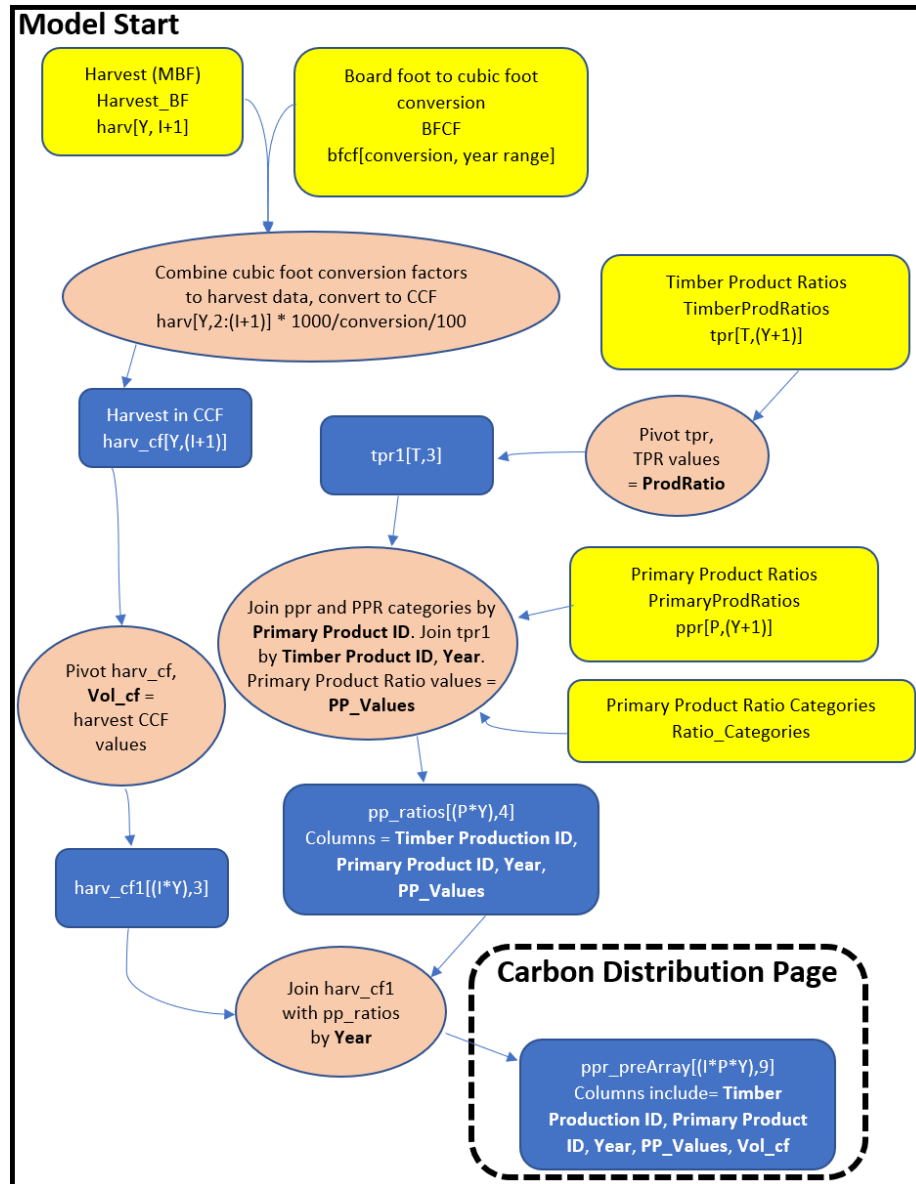 Model Start
Harvest (MBF)
Harvest_BF
harv[Y, I+1]
Board foot to cubic foot
conversion
BFCF
bfcf[conversion, year range]
Combine cubic foot conversion factors
to harvest data, convert to CCF
harv[Y,2:(I+1)] * 1000/conversion/100
Timber Product Ratios
TimberProdRatios
tpr[T,(Y+1)]
Harvest in CCF
harv_cf[Y,(I+1)]
tpr1[T,3]
Pivot tpr,
TPR values
= ProdRatio
Join ppr and PPR categories by
Primary Product ID. Join tpr1
by Timber Product ID, Year.
Primary Product Ratio values =
PP_Values
Primary Product Ratios
PrimaryProdRatios
ppr[P,(Y+1)]
Pivot harv_cf,
Vol_cf =
harvest CCF
values
Primary Product Ratio Categories
Ratio_Categories
pp_ratios[(P*Y),4]
Columns = Timber Production ID,
Primary Product ID, Year,
PP_Values
harv_cf1[(I*Y),3]
Join harv_cf1
with pp_ratios
by Year
Carbon Distribution Page
ppr_preArray[(I*P*Y),9]
Columns include= Timber
Production ID, Primary Product
ID, Year, PP_Values, Vol_cf